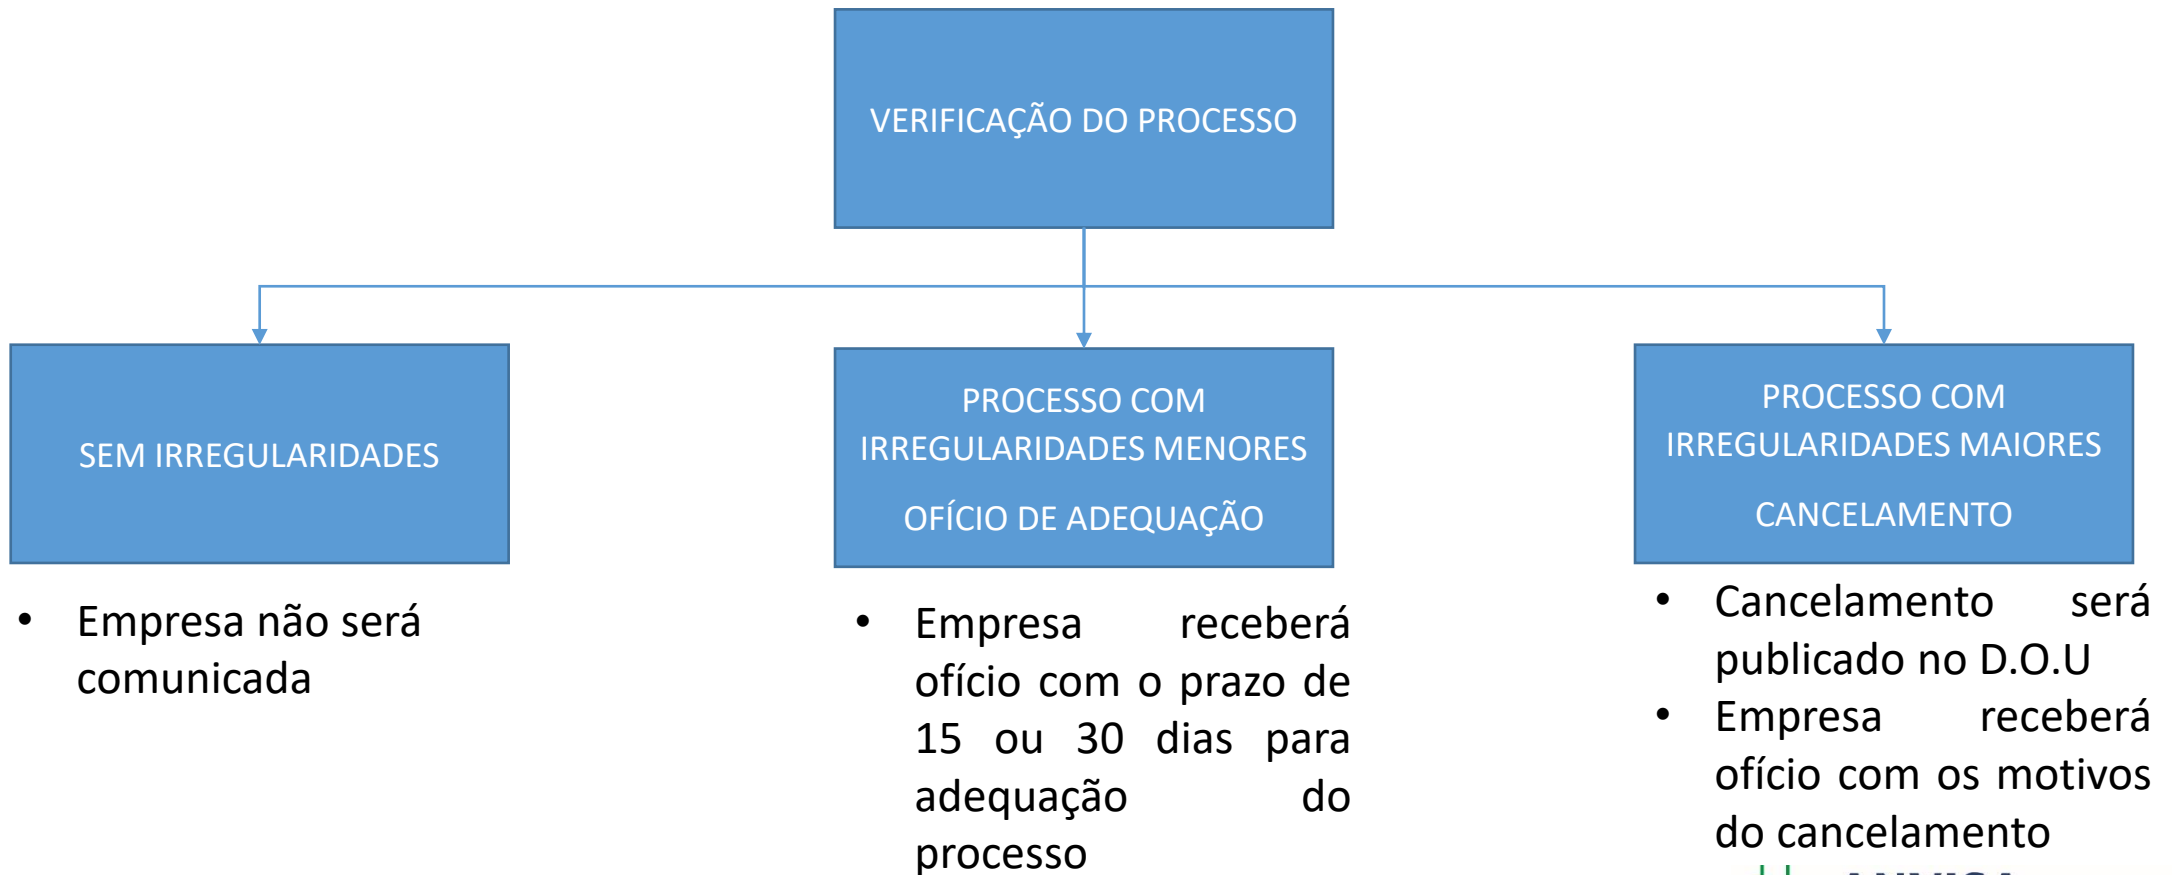 VERIFICAÇÃO DO PROCESSO
SEM IRREGULARIDADES
• Empresa não será
comunicada
PROCESSO COM
IRREGULARIDADES MENORES
OFÍCIO DE ADEQUAÇÃO
• Empresa receberá
ofício com o prazo de
15 ou 30 dias para
adequação do
processo
PROCESSO COM
IRREGULARIDADES MAIORES
CANCELAMENTO
• Cancelamento será
publicado no D.O.U
• Empresa receberá
ofício com os motivos
do cancelamento